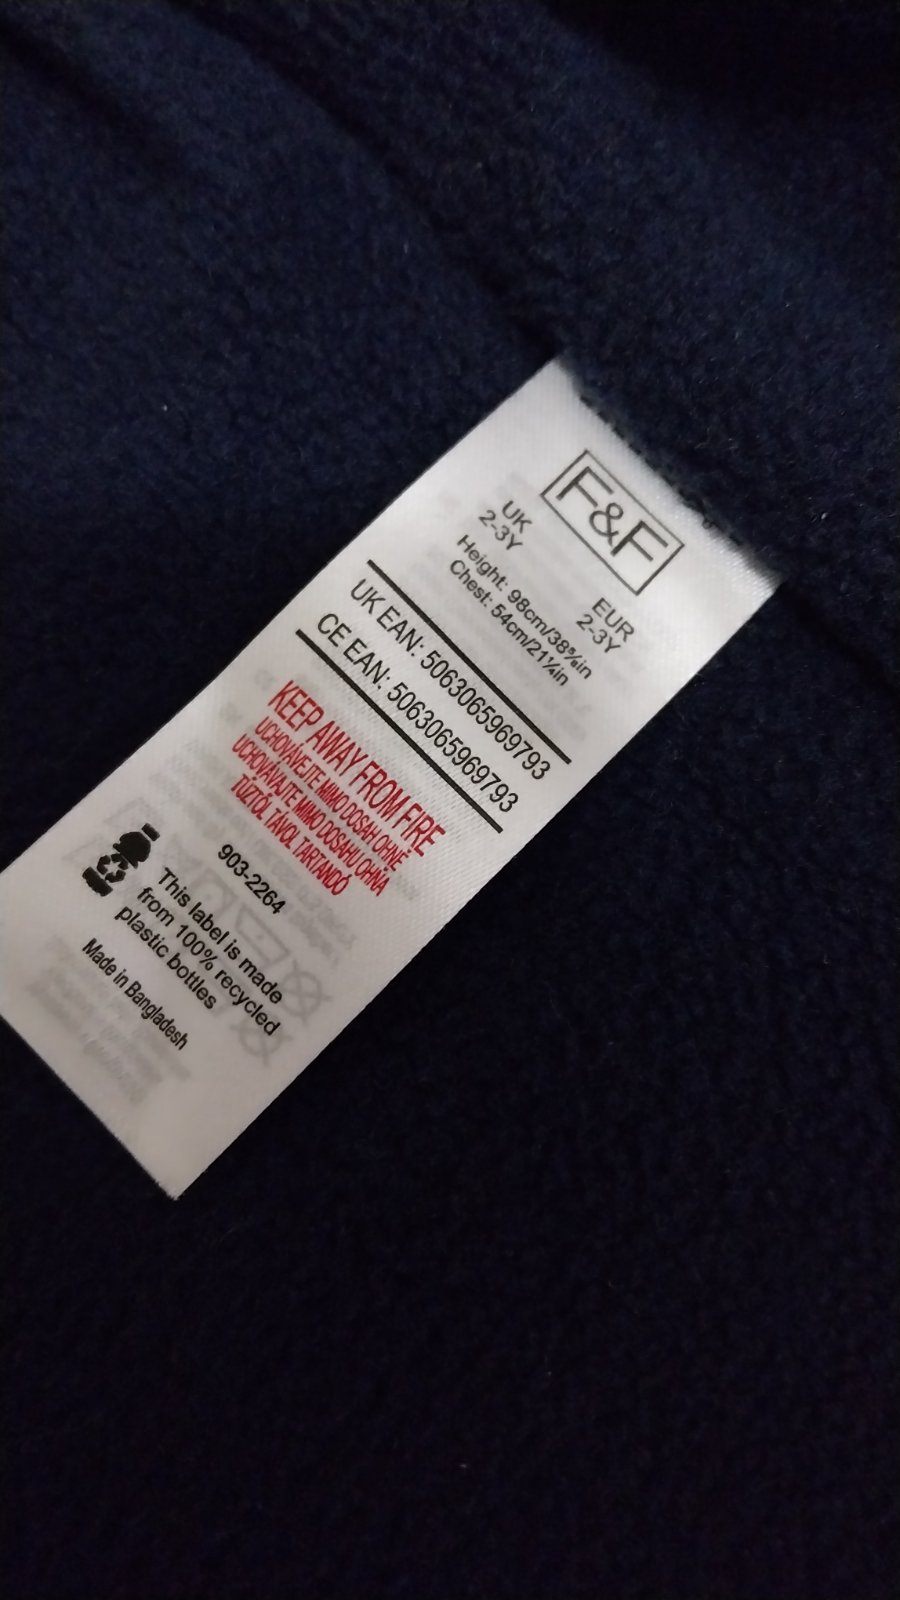 F&F
UK EUR
2-3Y 2-3Y
Height: 98cm/38⅝in
Chest: 54cm/21¼in
UK EAN: 5063065969793
CE EAN: 5063065969793
KEEP AWAY FROM FIRE
UCHOVÁVEJTE MIMO DOSAH OHNĚ
UCHOVÁVAJTE MIMO DOSAHU OHŇA
TŰZTŐL TÁVOL TARTANDÓ
903-2264
This label is made
from 100% recycled
plastic bottles
Made in Bangladesh